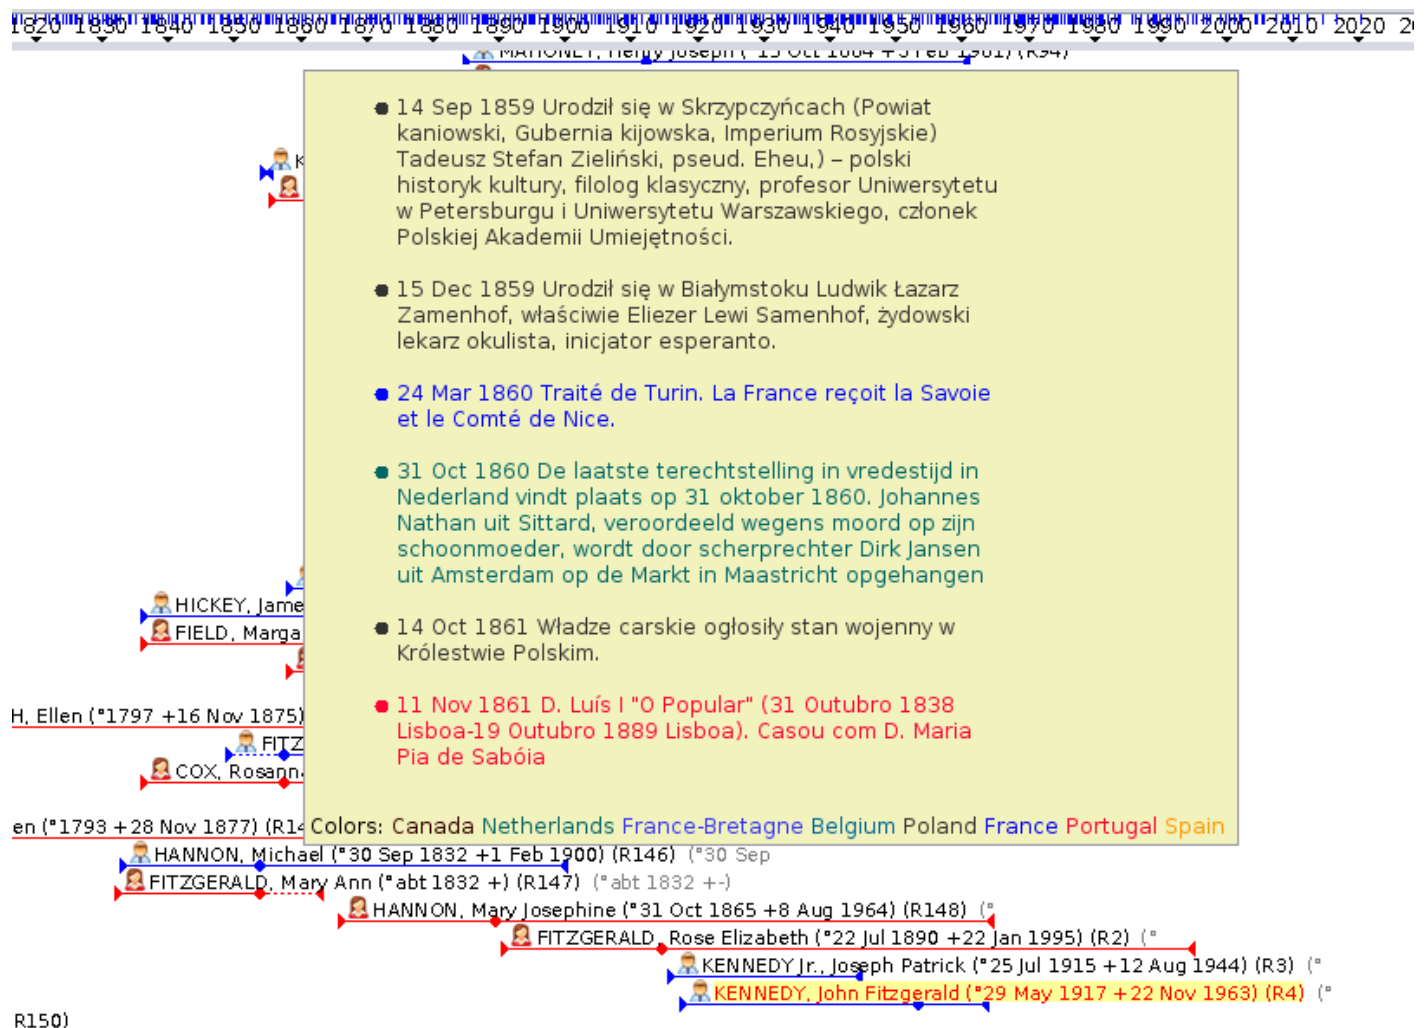 1820 1830 1840 1850 1860 1870 1880 1890 1900 1910 1920 1930 1940 1950 1960 1970 1980 1990 2000 2010 2020
MAHONEY, Henry Joseph (°15 Oct 1864 +5 Feb 1961) (R94)
14 Sep 1859 Urodził się w Skrzypczyńcach (Powiat
kaniowski, Gubernia kijowska, Imperium Rosyjskie)
Tadeusz Stefan Zieliński, pseud. Eheu,) – polski
historyk kultury, filolog klasyczny, profesor Uniwersytetu
w Petersburgu i Uniwersytetu Warszawskiego, członek
Polskiej Akademii Umiejętności.
15 Dec 1859 Urodził się w Białymstoku Ludwik Łazarz
Zamenhof, właściwie Eliezer Lewi Samenhof, żydowski
lekarz okulista, inicjator esperanto.
24 Mar 1860 Traité de Turin. La France reçoit la Savoie
et le Comté de Nice.
31 Oct 1860 De laatste terechtstelling in vredestijd in
Nederland vindt plaats op 31 oktober 1860. Johannes
Nathan uit Sittard, veroordeeld wegens moord op zijn
schoonmoeder, wordt door scherprechter Dirk Jansen
uit Amsterdam op de Markt in Maastricht opgehangen
14 Oct 1861 Władze carskie ogłosiły stan wojenny w
Królestwie Polskim.
11 Nov 1861 D. Luís I "O Popular" (31 Outubro 1838
Lisboa-19 Outubro 1889 Lisboa). Casou com D. Maria
Pia de Sabóia
Colors: Canada Netherlands France-Bretagne Belgium Poland France Portugal Spain
K
HICKEY, Jame
FIELD, Marga
H, Ellen (°1797 +16 Nov 1875)
FITZ
COX, Rosann
en (°1793 +28 Nov 1877) (R14
HANNON, Michael (°30 Sep 1832 +1 Feb 1900) (R146) (°30 Sep
FITZGERALD, Mary Ann (°abt 1832 +) (R147) (°abt 1832 +-)
HANNON, Mary Josephine (°31 Oct 1865 +8 Aug 1964) (R148) (°
FITZGERALD, Rose Elizabeth (°22 Jul 1890 +22 Jan 1995) (R2) (°
KENNEDY Jr., Joseph Patrick (°25 Jul 1915 +12 Aug 1944) (R3) (°
KENNEDY, John Fitzgerald (°29 May 1917 +22 Nov 1963) (R4) (°
R150)